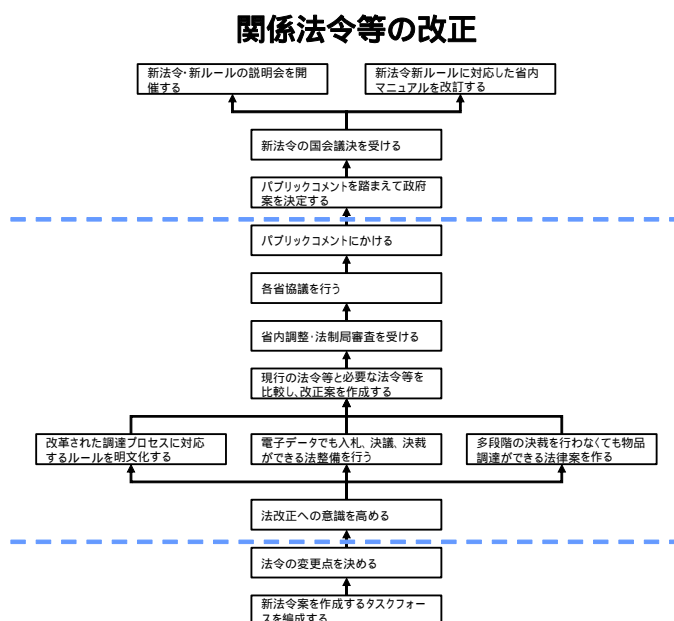 関係法令等の改正
新法令・新ルールの説明会を開
催する
新法令新ルールに対応した省内
マニュアルを改訂する
新法令の国会議決を受ける
パブリックコメントを踏まえて政府
案を決定する
パブリックコメントにかける
各省協議を行う
省内調整・法制局審査を受ける
現行の法令等と必要な法令等を
比較し、改正案を作成する
改革された調達プロセスに対応
するルールを明文化する
電子データでも入札、決議、決裁
ができる法整備を行う
多段階の決裁を行わなくても物品
調達ができる法律案を作る
法改正への意識を高める
法令の変更点を決める
新法令案を作成するタスクフォー
スを編成する